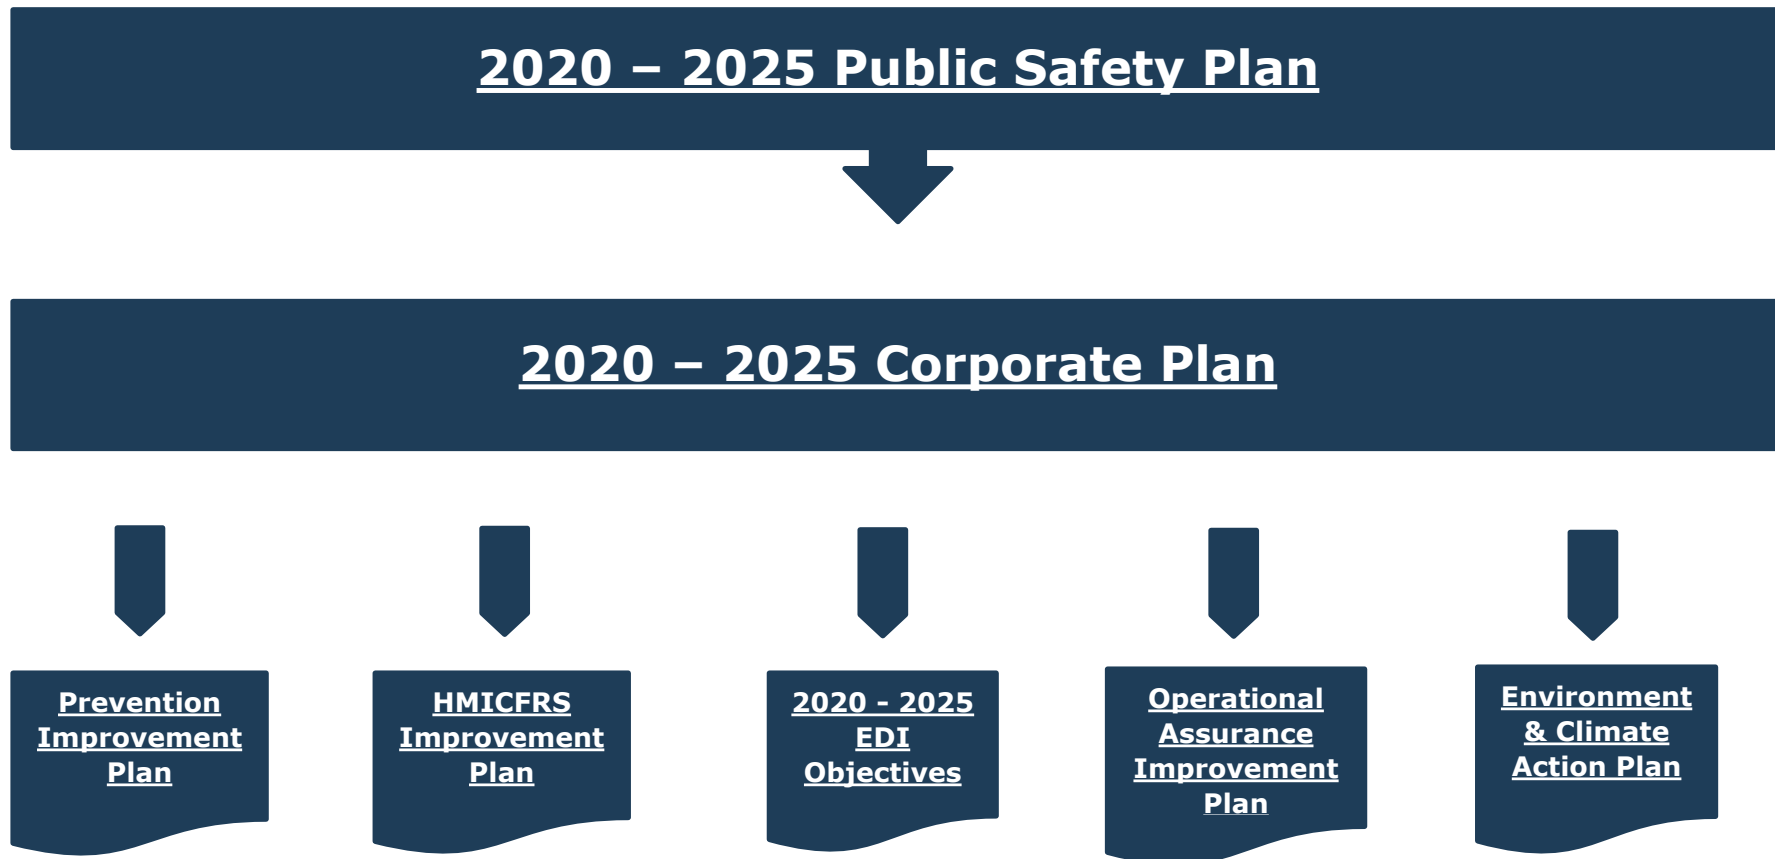 2020 – 2025 Public Safety Plan
2020 – 2025 Corporate Plan
Prevention
Improvement
Plan
HMICFRS
Improvement
Plan
2020 - 2025
EDI
Objectives
Operational
Assurance
Improvement
Plan
Environment
& Climate
Action Plan